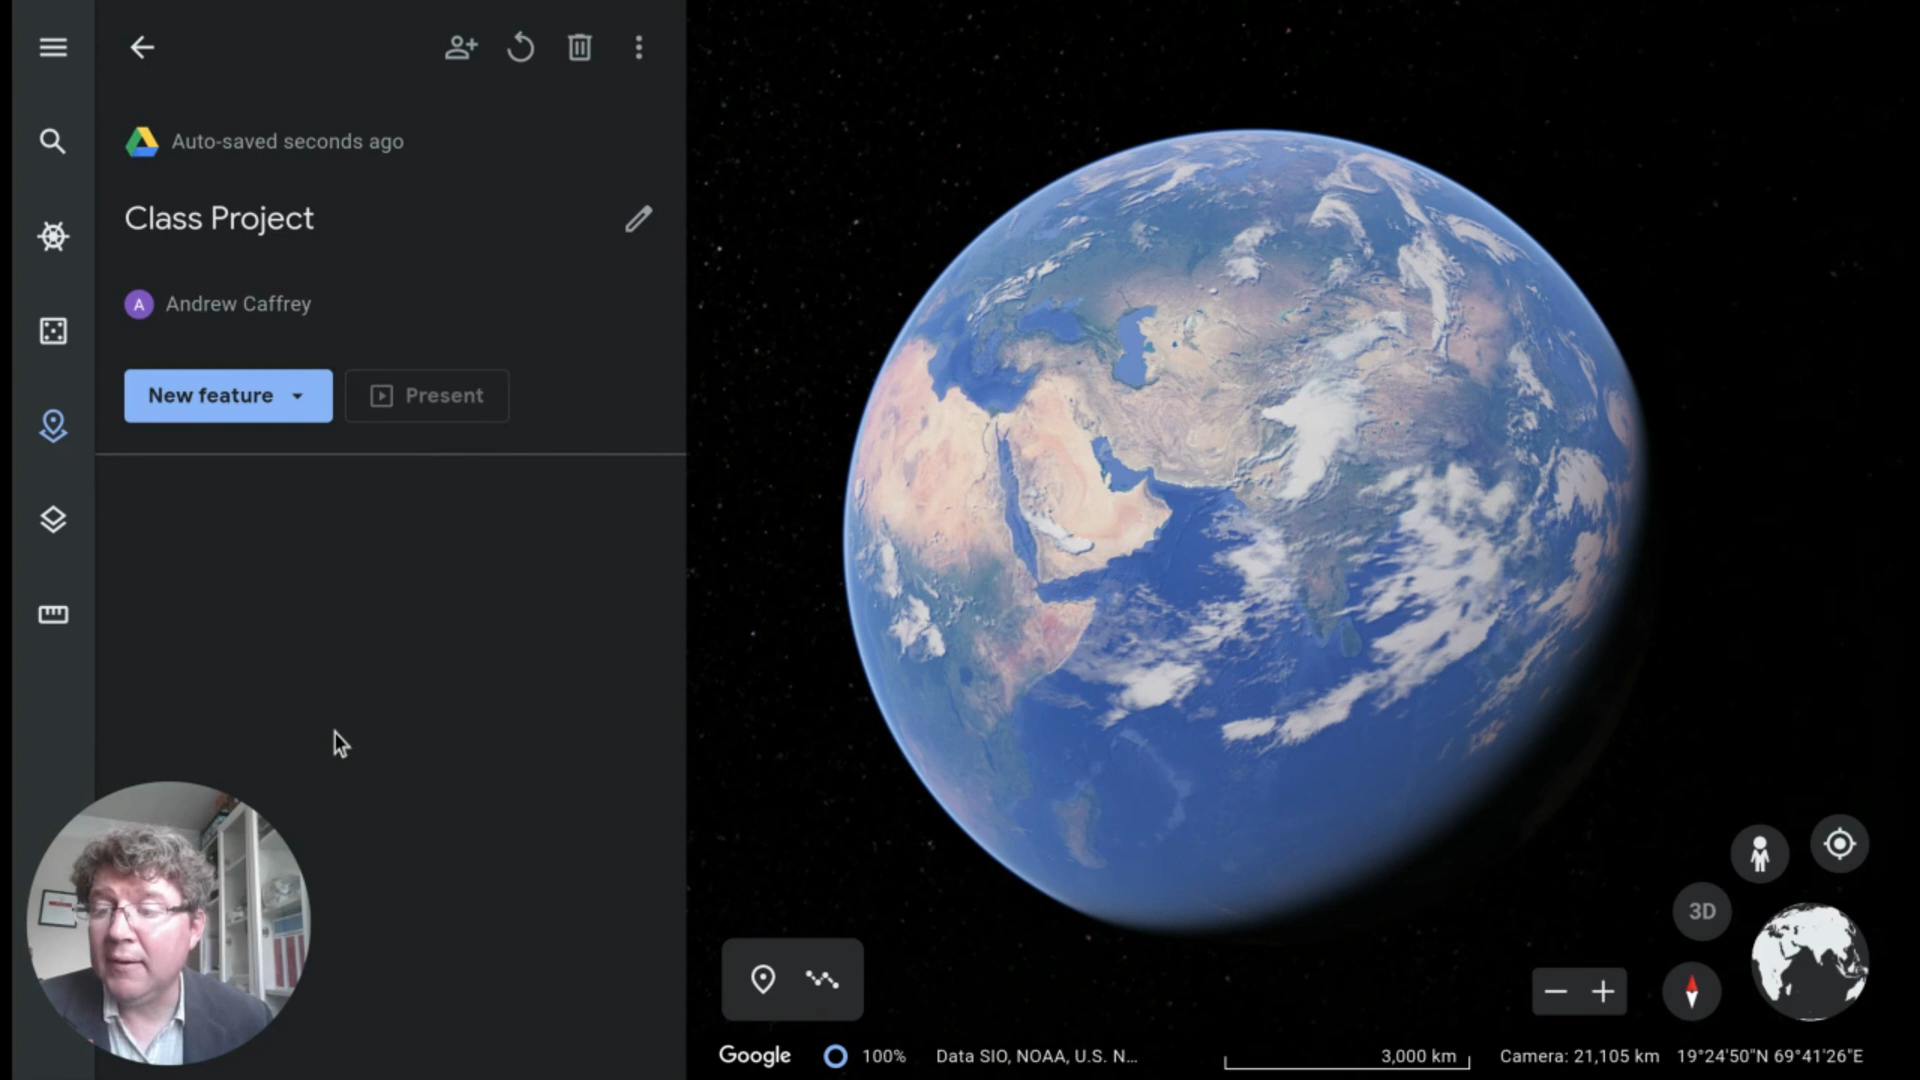 Auto-saved seconds ago
Class Project
A Andrew Caffrey
New feature
Present
3D
Google
100%
Data SIO, NOAA, U.S. N...
3,000 km
Camera: 21,105 km
19°24'50"N 69°41'26"E